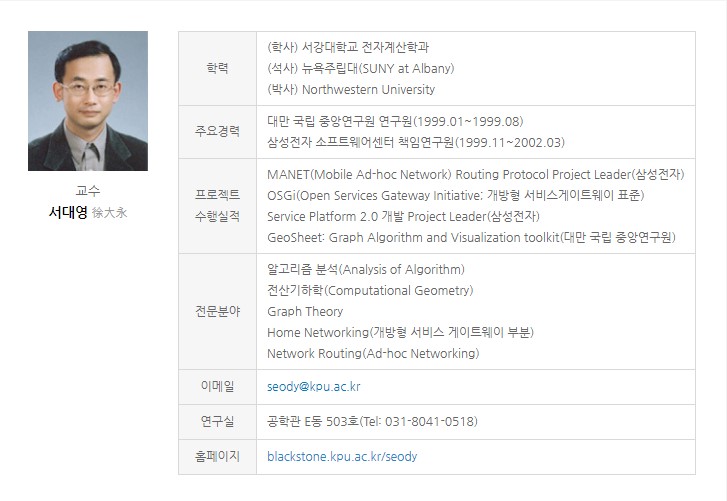 교수
서대영 徐大永
학력
(학사) 서강대학교 전자계산학과
(석사) 뉴욕주립대(SUNY at Albany)
(박사) Northwestern University
주요경력
대만 국립 중앙연구원 연구원(1999.01~1999.08)
삼성전자 소프트웨어센터 책임연구원(1999.11~2002.03)
프로젝트
수행실적
MANET(Mobile Ad-hoc Network) Routing Protocol Project Leader(삼성전자)
OSGi(Open Services Gateway Initiative: 개방형 서비스게이트웨이 표준)
Service Platform 2.0 개발 Project Leader(삼성전자)
GeoSheet: Graph Algorithm and Visualization toolkit(대만 국립 중앙연구원)
전문분야
알고리즘 분석(Analysis of Algorithm)
전산기하학(Computational Geometry)
Graph Theory
Home Networking(개방형 서비스 게이트웨이 부분)
Network Routing(Ad-hoc Networking)
이메일
seody@kpu.ac.kr
연구실
공학관 E동 503호(Tel: 031-8041-0518)
홈페이지
blackstone.kpu.ac.kr/seody